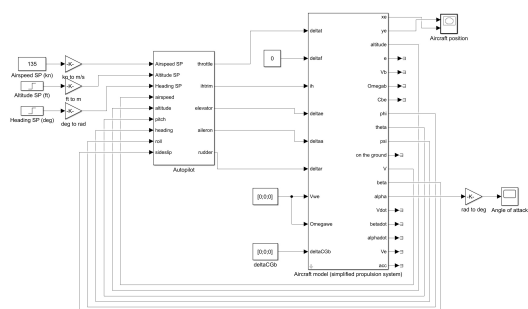 135
Airspeed SP (kn)
-K-
kn to m/s
Altitude SP (ft)
-K-
ft to m
Heading SP (deg)
-K-
deg to rad
Airspeed SP
Altitude SP
Heading SP
airspeed
altitude
pitch
heading
roll
sideslip
throttle
ihtrim
elevator
aileron
rudder
Autopilot
0
[0;0;0]
[0;0;0]
deltaCGb
deltat
deltaf
ih
deltae
deltaa
deltar
Vwe
Omegawe
deltaCGb
xe
ye
altitude
e
Vb
Omegab
Cbe
phi
theta
psi
on the ground
V
beta
alpha
Vdot
betadot
alphadot
Ve
acc
Aircraft model (simplified propulsion system)
Aircraft position
-K-
rad to deg
Angle of attack